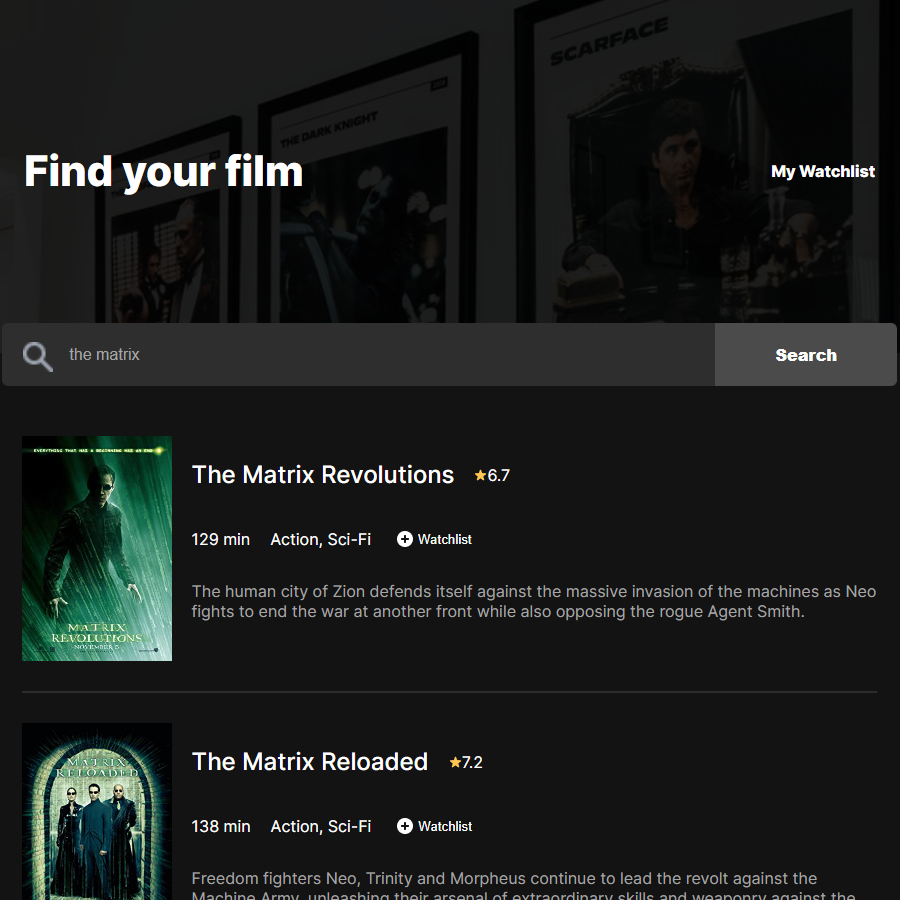 SCARFACE
THE DARK KNIGHT
Find your film
My Watchlist
the matrix
Search
EVERYTHING THAT HAS A BEGINNING HAS AN END
The Matrix Revolutions 6.7
129 min Action, Sci-Fi Watchlist
The human city of Zion defends itself against the massive invasion of the machines as Neo
fights to end the war at another front while also opposing the rogue Agent Smith.
MATRIX
REVOLUTIONS
NOVEMBER 5
The Matrix Reloaded 7.2
MATRIX
RELOADED
138 min Action, Sci-Fi Watchlist
Freedom fighters Neo, Trinity and Morpheus continue to lead the revolt against the
Machine Army, unleashing their arsenal of extraordinary skills and weaponry against the